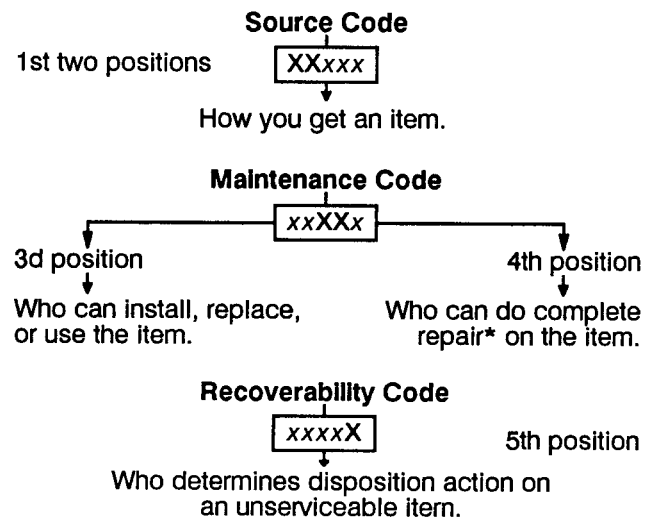 Source Code
1st two positions
XXxxx
How you get an item.
Maintenance Code
xxXXx
3d position
4th position
Who can install, replace,
or use the item.
Who can do complete
repair* on the item.
Recoverability Code
xxxxX
5th position
Who determines disposition action on
an unserviceable item.